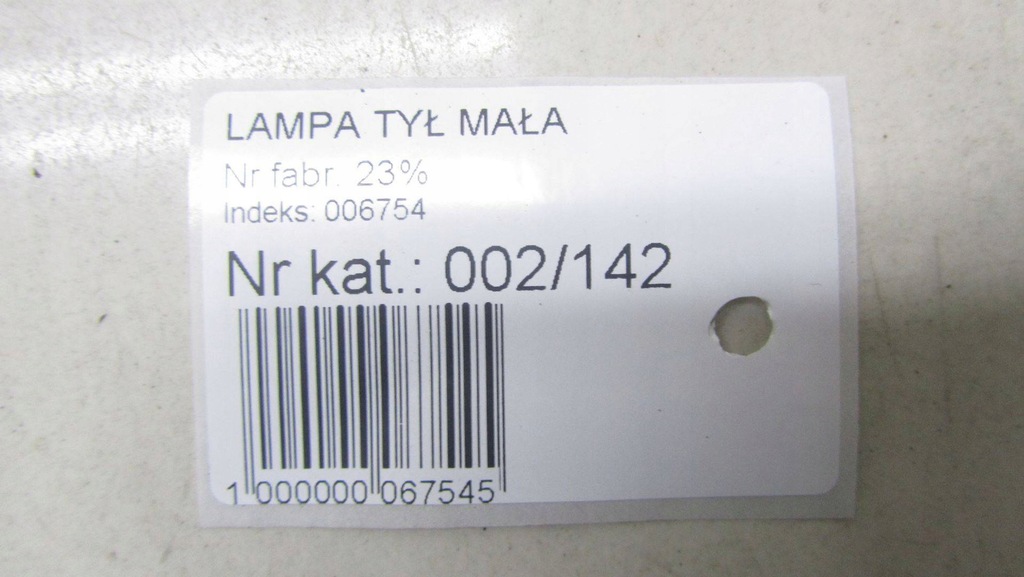 LAMPA TYŁ MAŁA
Nr fabr. 23%
Indeks: 006754
Nr kat.: 002/142
1 000000 067545